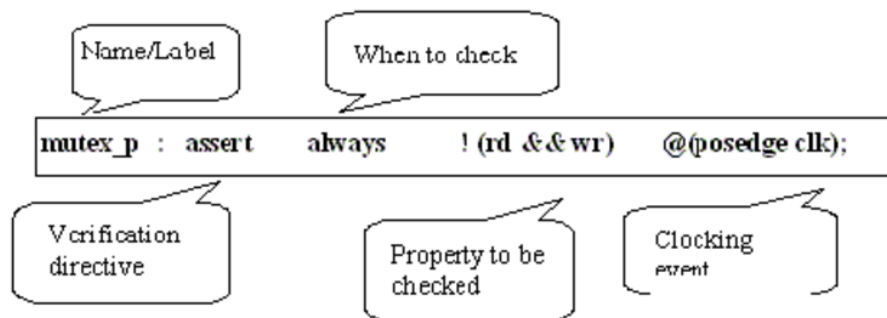 Name/Label
When to check
mutex_p : assert always ! (rd && wr) @(posedge clk);
Verification
directive
Property to be
checked
Clocking
event